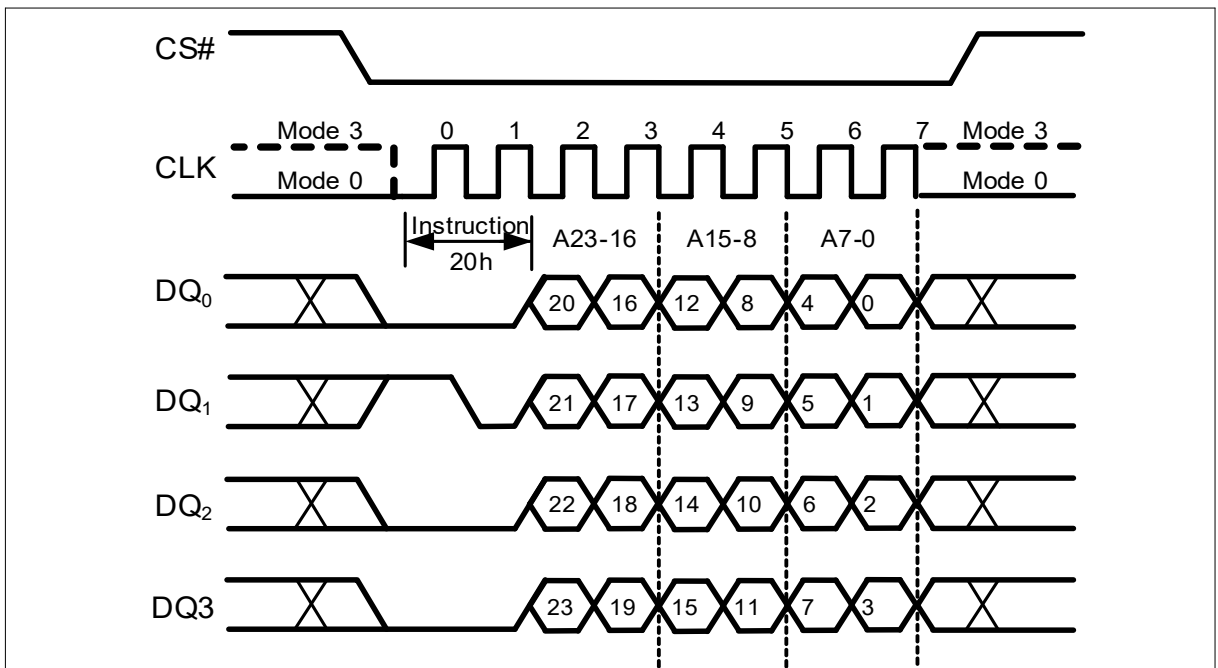 CS#
Mode 3 0 1 2 3 4 5 6 7 Mode 3
CLK
Mode 0 Mode 0
Instruction A23-16 A15-8 A7-0
20h
DQ0 20 16 12 8 4 0
DQ1 21 17 13 9 5 1
DQ2 22 18 14 10 6 2
DQ3 23 19 15 11 7 3